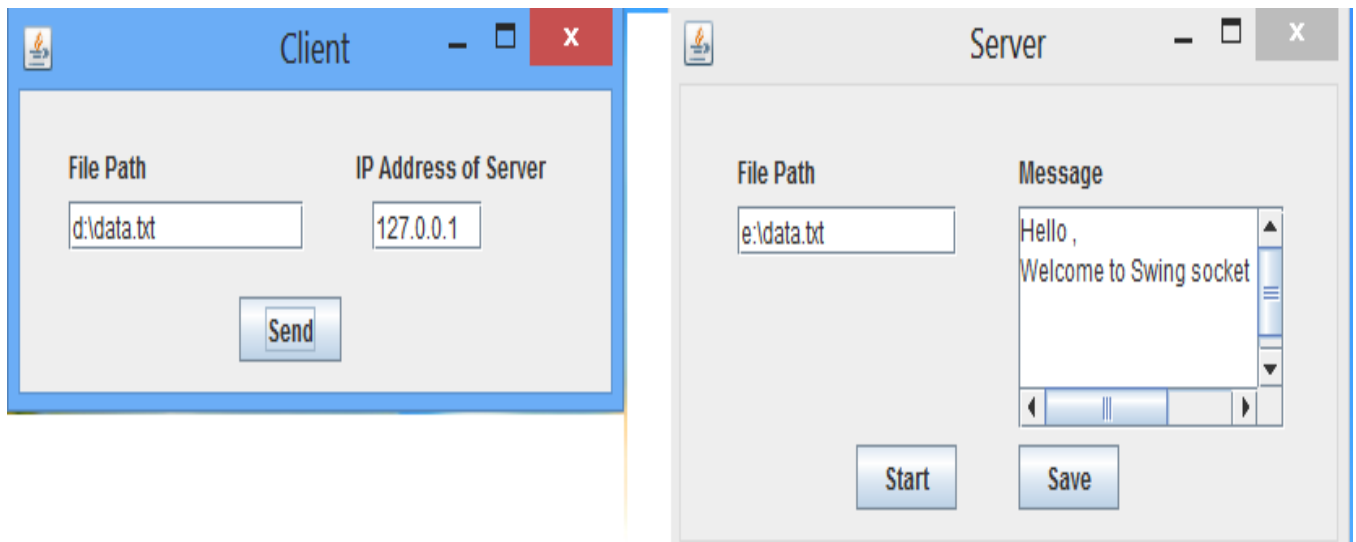 Client
File Path
IP Address of Server
d:\data.txt
127.0.0.1
Send
Server
File Path
Message
e:\data.txt
Hello ,
Welcome to Swing socket
Start
Save